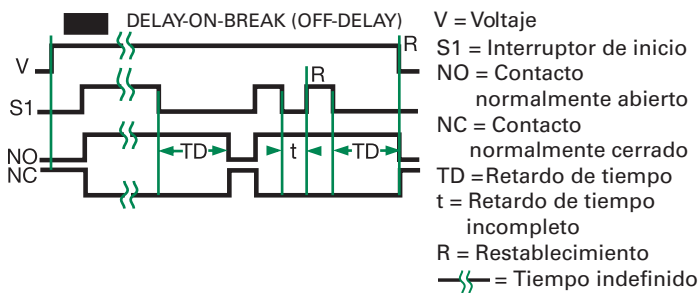 DELAY-ON-BREAK (OFF-DELAY)
R
V
R
S1
NO
NC
TD
t
TD
V = Voltaje
S1 = Interruptor de inicio
NO = Contacto
normalmente abierto
NC = Contacto
normalmente cerrado
TD =Retardo de tiempo
t = Retardo de tiempo
incompleto
R = Restablecimiento
= Tiempo indefinido